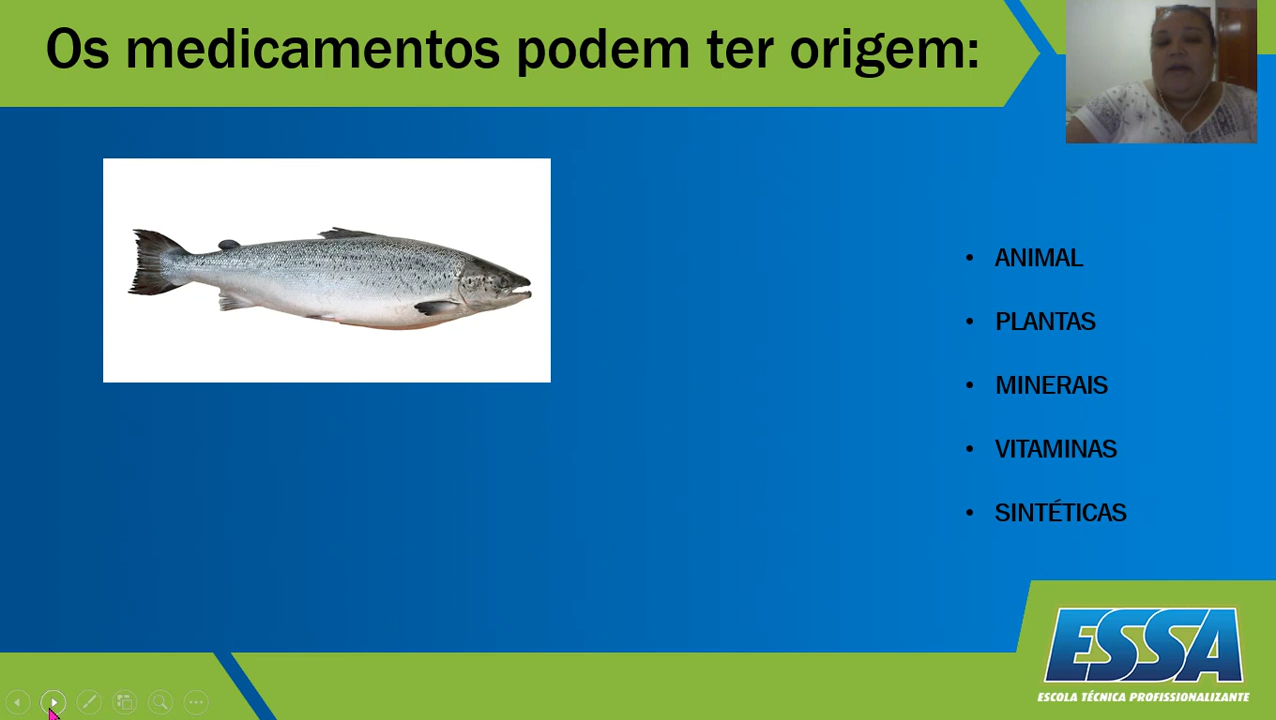 Os medicamentos podem ter origem:
• ANIMAL
• PLANTAS
• MINERAIS
• VITAMINAS
• SINTÉTICAS
ESSA
ESCOLA TÉCNICA PROFISSIONALIZANTE